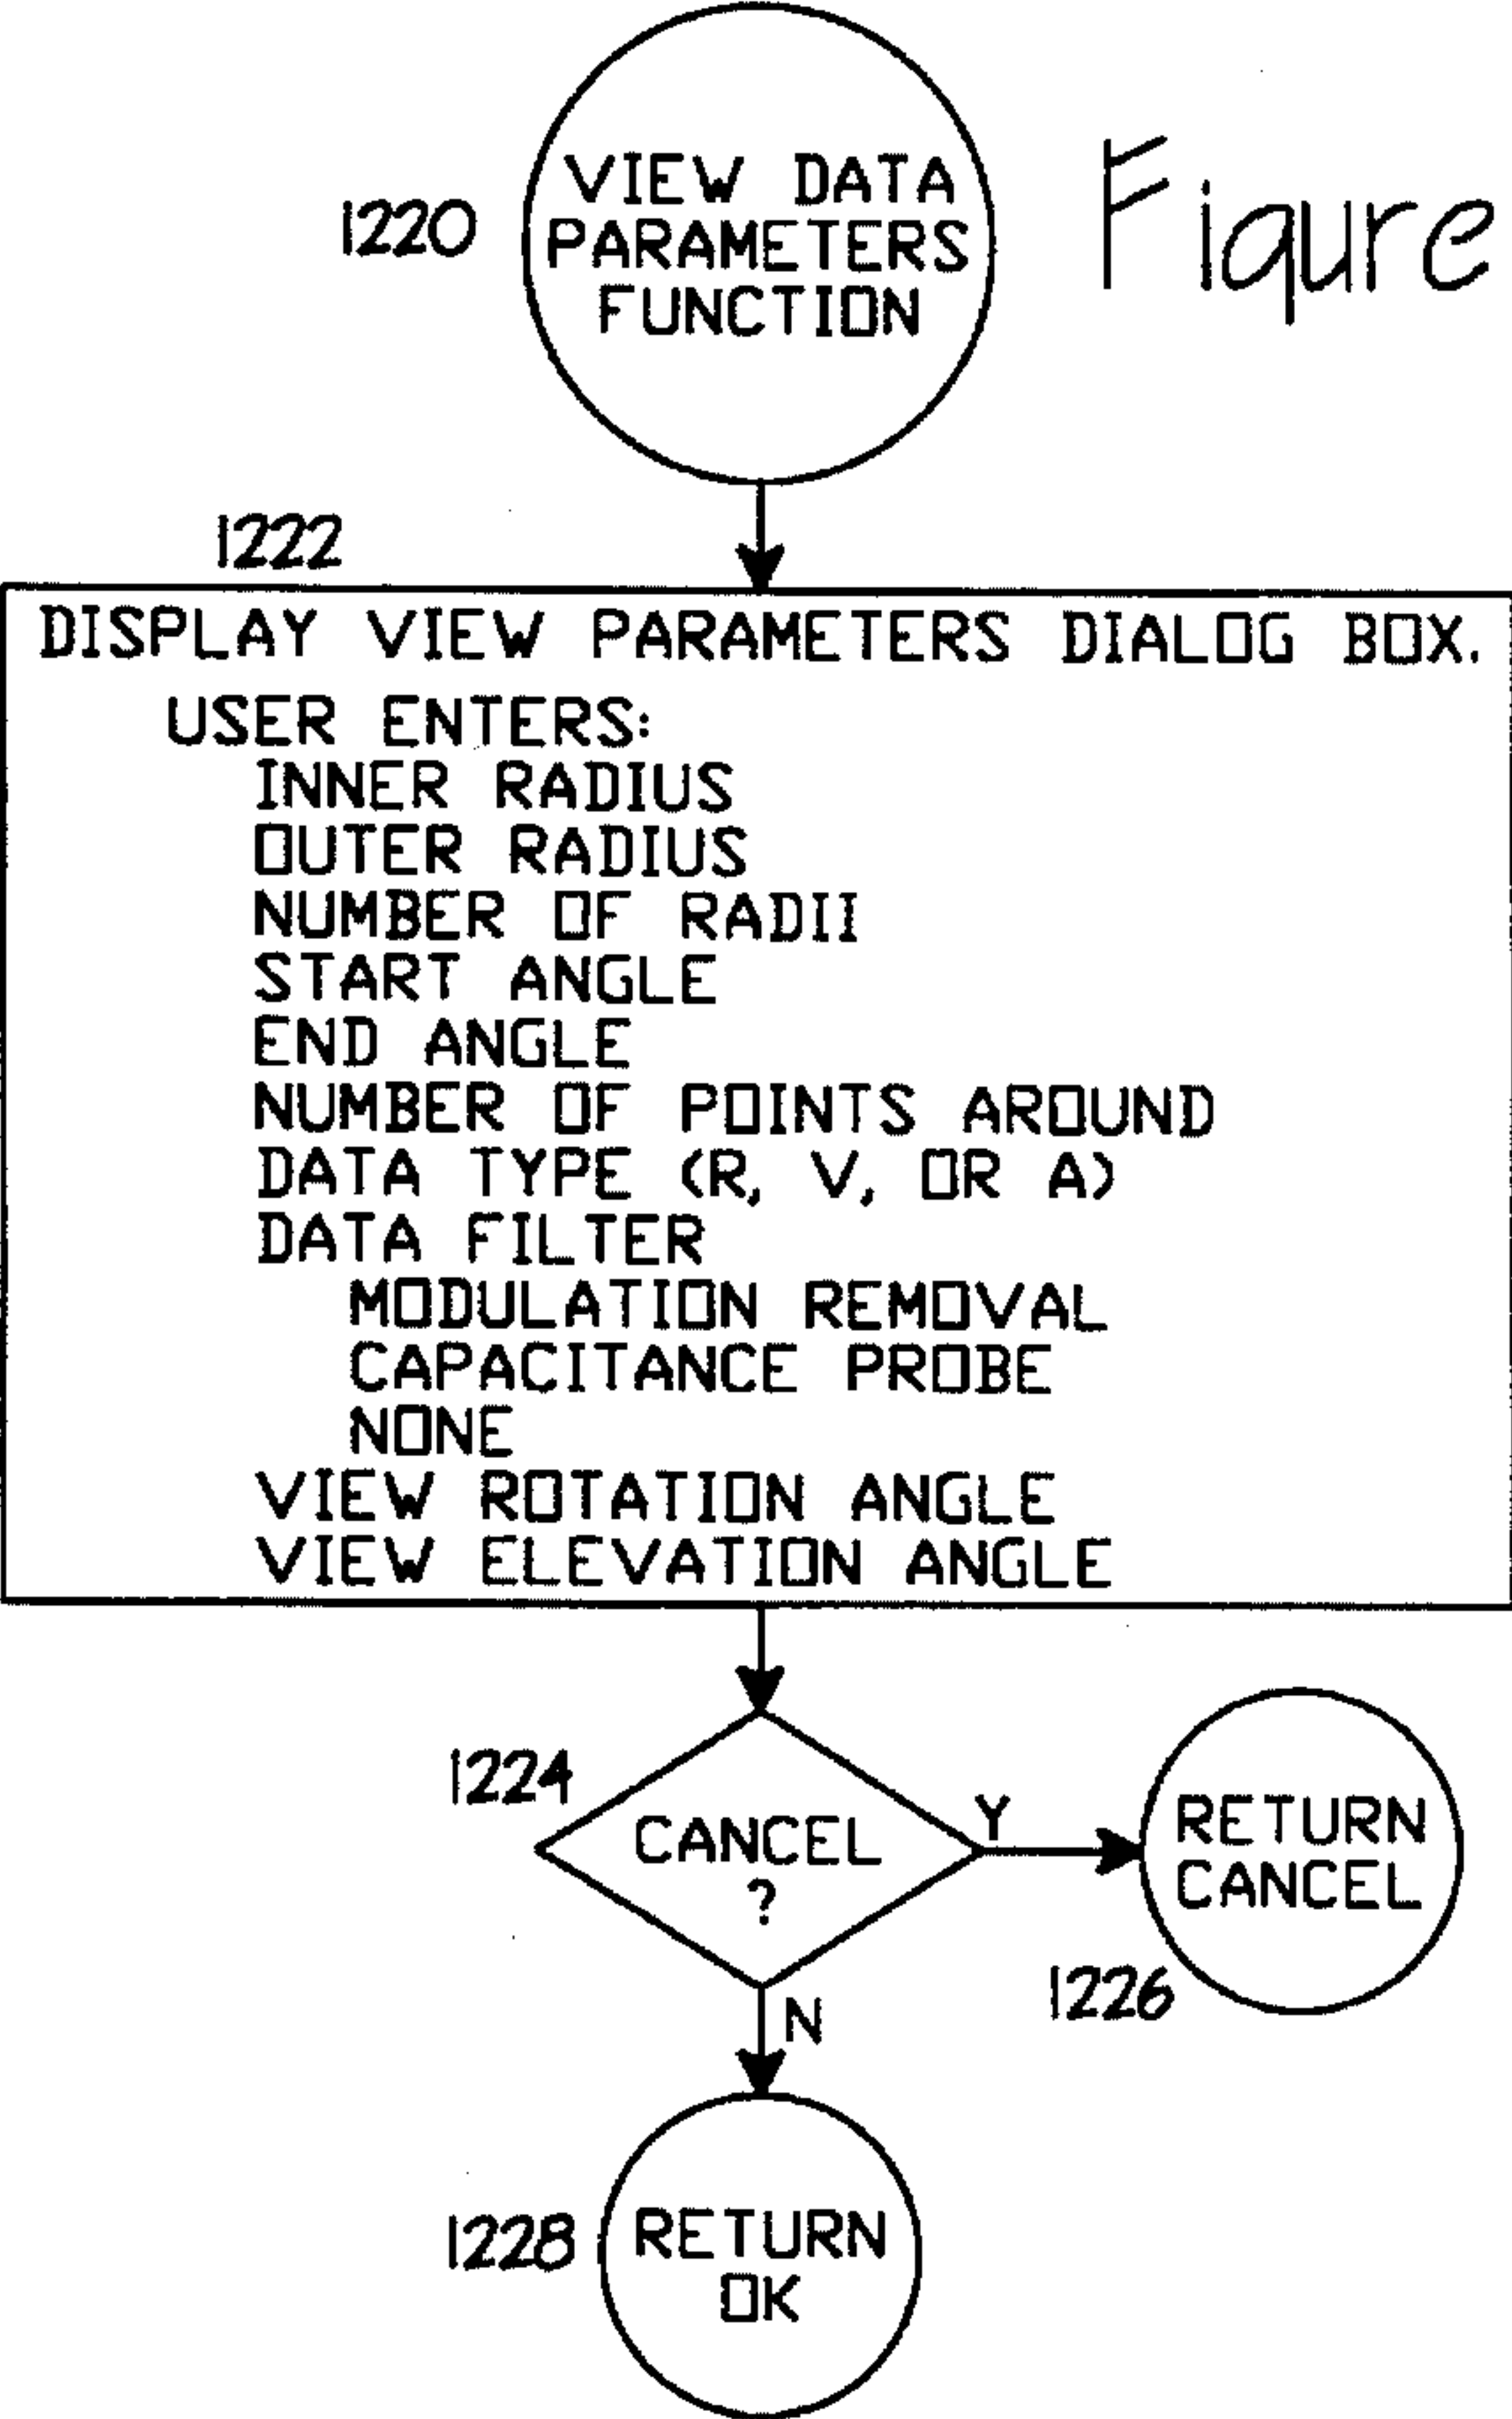 VIEW DATA
PARAMETERS
FUNCTION
1220
Figure
1222
DISPLAY VIEW PARAMETERS DIALOG BOX.
USER ENTERS:
INNER RADIUS
OUTER RADIUS
NUMBER OF RADII
START ANGLE
END ANGLE
NUMBER OF POINTS AROUND
DATA TYPE (R, V, OR A)
DATA FILTER
MODULATION REMOVAL
CAPACITANCE PROBE
NONE
VIEW ROTATION ANGLE
VIEW ELEVATION ANGLE
1224
CANCEL
?
Y
RETURN
CANCEL
1226
N
1228
RETURN
OK